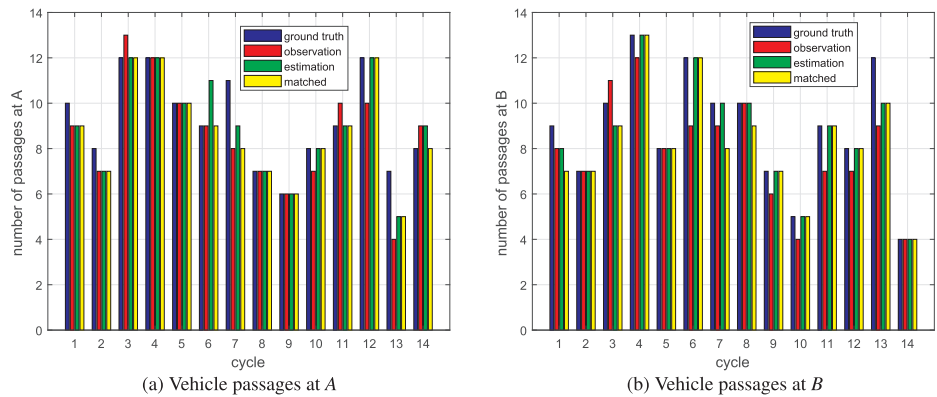 14
12
10
8
6
4
2
0
number of passages at A
ground truth
observation
estimation
matched
1 2 3 4 5 6 7 8 9 10 11 12 13 14
cycle
(a) Vehicle passages at A
14
12
10
8
6
4
2
0
number of passages at B
ground truth
observation
estimation
matched
1 2 3 4 5 6 7 8 9 10 11 12 13 14
cycle
(b) Vehicle passages at B